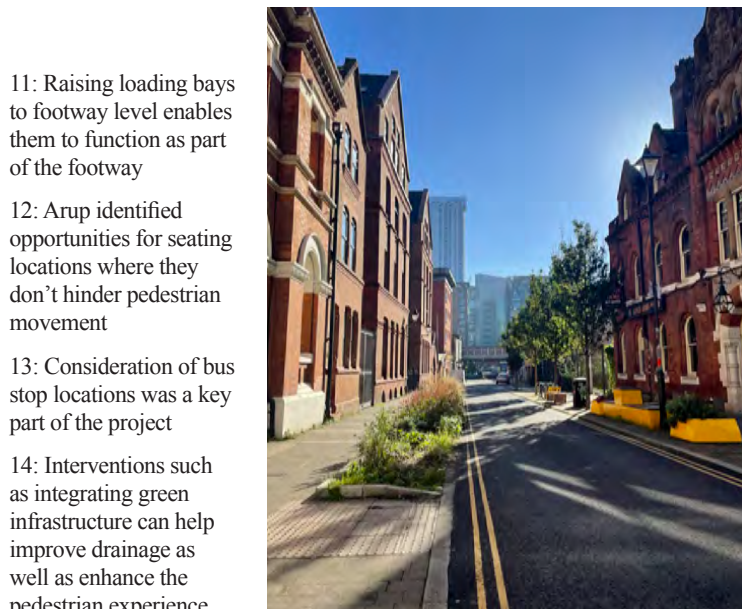 11: Raising loading bays
to footway level enables
them to function as part
of the footway
12: Arup identified
opportunities for seating
locations where they
don’t hinder pedestrian
movement
13: Consideration of bus
stop locations was a key
part of the project
14: Interventions such
as integrating green
infrastructure can help
improve drainage as
well as enhance the
pedestrian experience